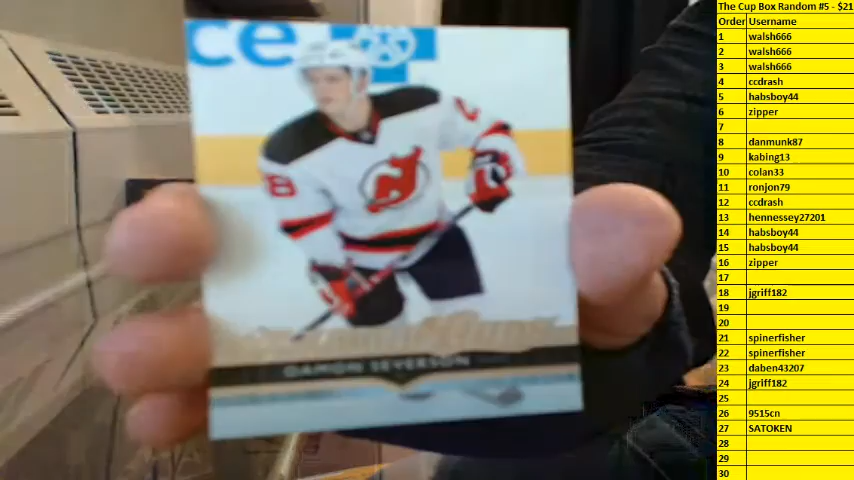 The Cup Box Random #5 - $21
Order Username
1 walsh666
2 walsh666
3 walsh666
4 ccdrash
5 habsboy44
6 zipper
7
8 danmunk87
9 kabing13
10 colan33
11 ronjon79
12 ccdrash
13 hennessey27201
14 habsboy44
15 habsboy44
16 zipper
17
18 jgriff182
19
20
21 spinerfisher
22 spinerfisher
23 daben43207
24 jgriff182
25
26 9515cn
27 SATOKEN
28
29
30
ce
8
DAMON SEVERSON